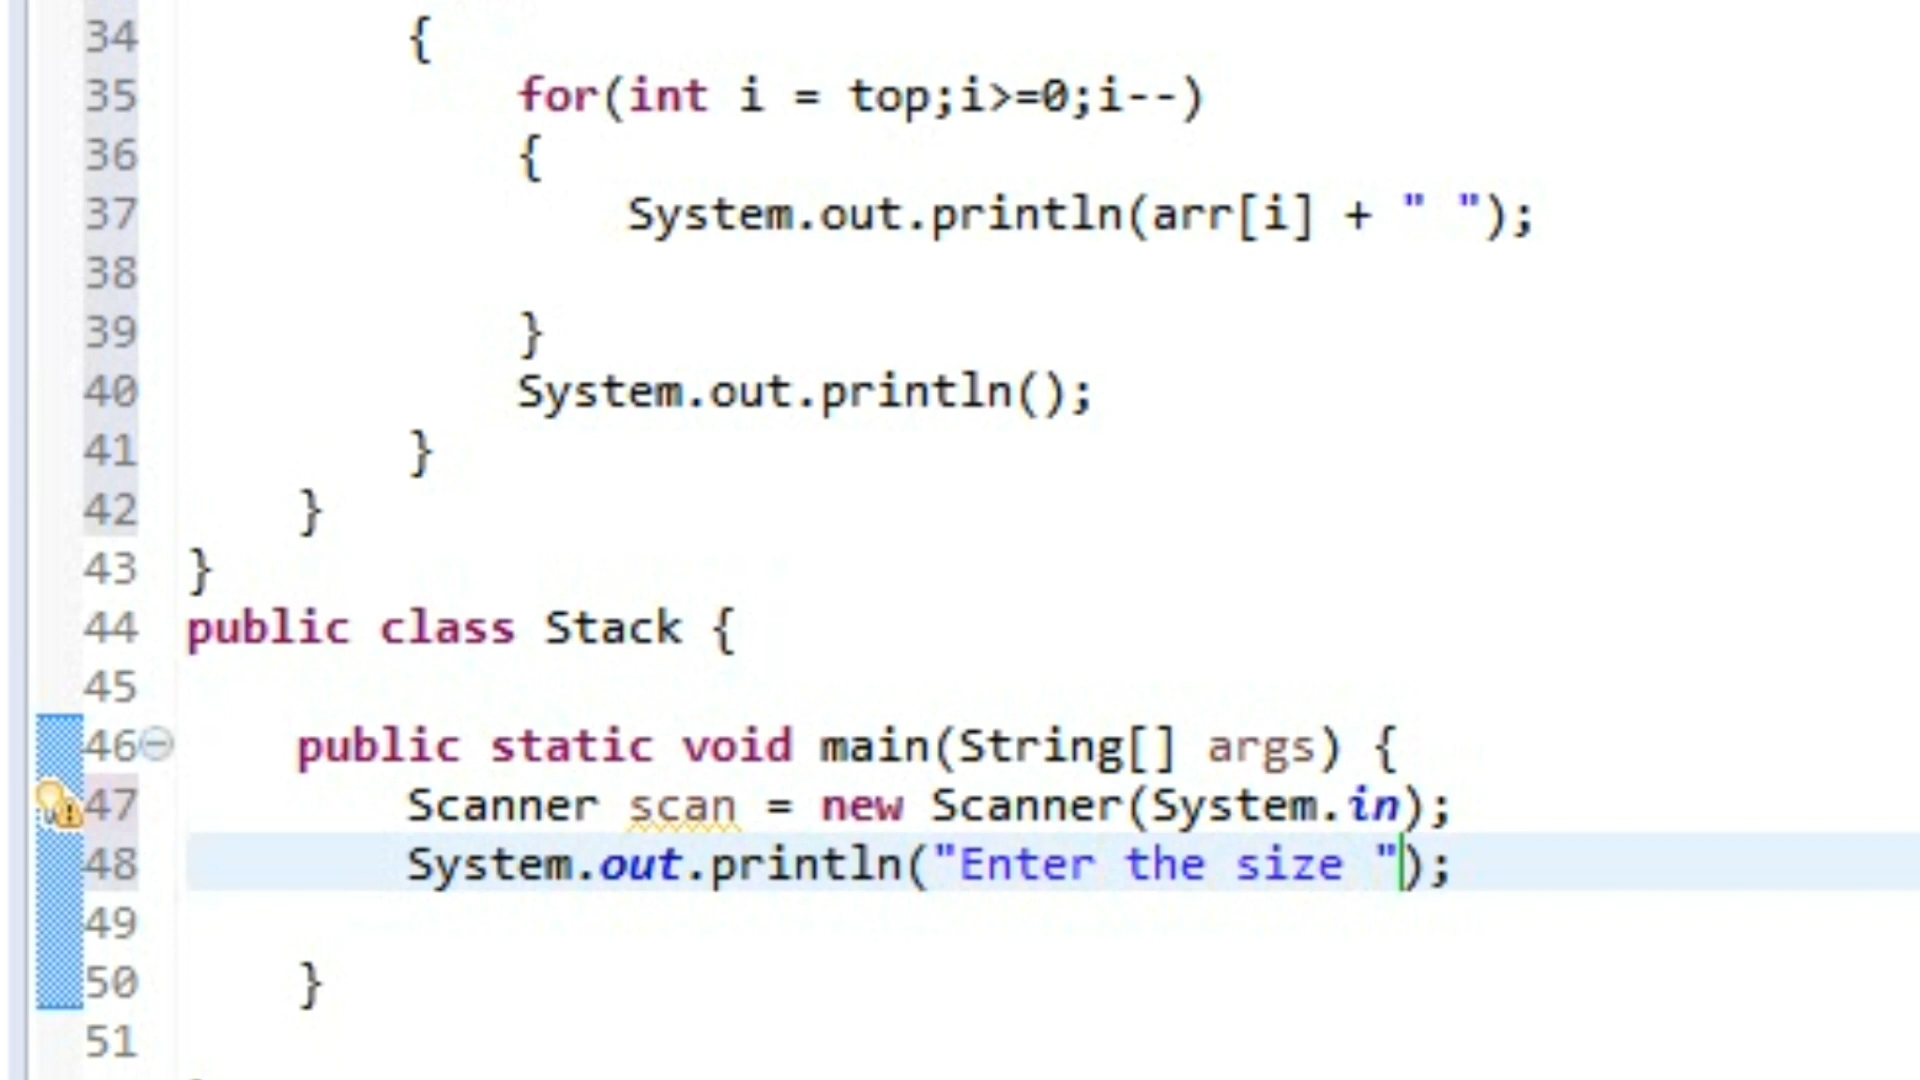 34 {
35 for(int i = top;i>=0;i--)
36 {
37 System.out.println(arr[i] + " ");
38
39 }
40 System.out.println();
41 }
42 }
43 }
44 public class Stack {
45
46 public static void main(String[] args) {
47 Scanner scan = new Scanner(System.in);
48 System.out.println("Enter the size ");
49
50 }
51